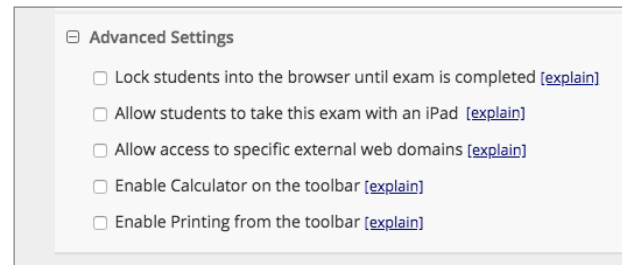 Advanced Settings
Lock students into the browser until exam is completed [explain]
Allow students to take this exam with an iPad [explain]
Allow access to specific external web domains [explain]
Enable Calculator on the toolbar [explain]
Enable Printing from the toolbar [explain]